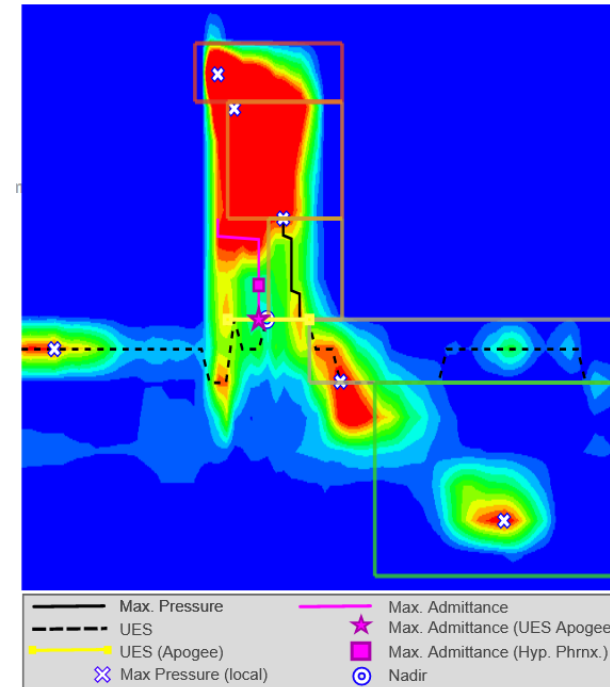 Max. Pressure
Max. Admittance
UES
Max. Admittance (UES Apogee
UES (Apogee)
Max. Admittance (Hyp. Phrnx.)
Max Pressure (local)
Nadir